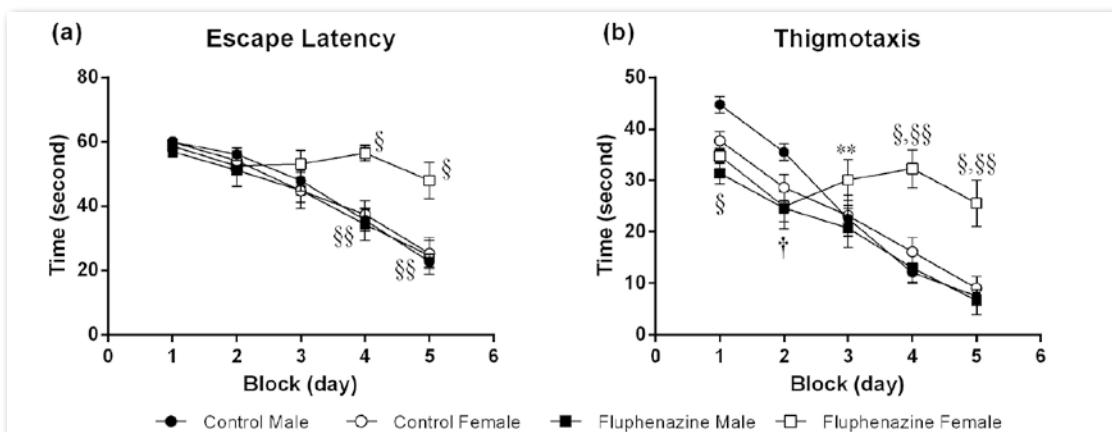 (a) Escape Latency
80
60
40
20
0
Time (second)
§
§
§§
§§
0 1 2 3 4 5 6
Block (day)
(b) Thigmotaxis
50
40
30
20
10
0
Time (second)
§
†
**
§,§§
§,§§
0 1 2 3 4 5 6
Block (day)
Control Male Control Female Fluphenazine Male Fluphenazine Female